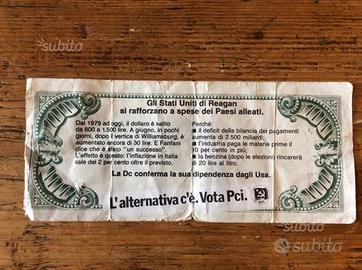 subito
Gli Stati Uniti di Reagan
si rafforzano a spese dei Paesi alleati.
Dal 1979 ad oggi, il dollaro è salito
da 800 a 1.500 lire. A giugno, in pochi
giorni, dopo il vertice di Williamsburg, è
aumentato ancora di 30 lire. E Fanfani
dice che è stato "un successo".
L'effetto è questo: l'inflazione in Italia
sale del 2 per cento oltre il previsto.
Perché:
■ il deficit della bilancia dei pagamenti
aumenta di 2.500 miliardi;
■ l'industria paga le materie prime il
10 per cento in più;
■ la benzina (dopo le elezioni) rincarerà
di 20 lire al litro.
La Dc conferma la sua dipendenza dagli Usa.
L'alternativa c'è. Vota Pci.
subito